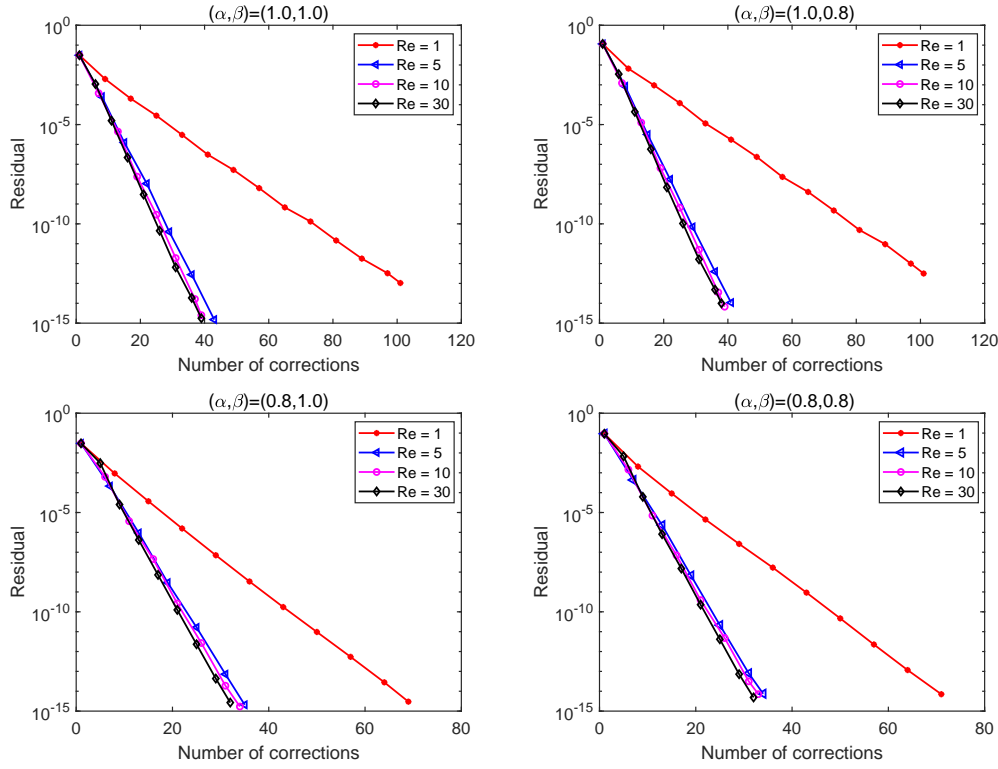 (α,β)=(1.0,1.0)
Residual
10^0
10^-5
10^-10
10^-15
0 20 40 60 80 100 120
Number of corrections
Re = 1
Re = 5
Re = 10
Re = 30
(α,β)=(1.0,0.8)
Residual
10^0
10^-5
10^-10
10^-15
0 20 40 60 80 100 120
Number of corrections
Re = 1
Re = 5
Re = 10
Re = 30
(α,β)=(0.8,1.0)
Residual
10^0
10^-5
10^-10
10^-15
0 20 40 60 80
Number of corrections
Re = 1
Re = 5
Re = 10
Re = 30
(α,β)=(0.8,0.8)
Residual
10^0
10^-5
10^-10
10^-15
0 20 40 60 80
Number of corrections
Re = 1
Re = 5
Re = 10
Re = 30